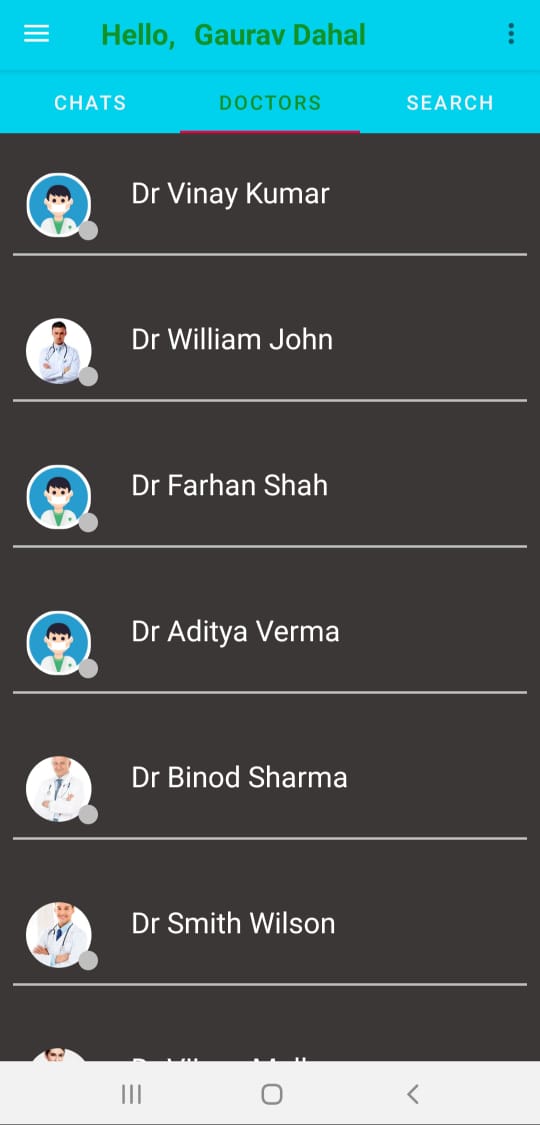 Hello, Gaurav Dahal
CHATS DOCTORS SEARCH
Dr Vinay Kumar
Dr William John
Dr Farhan Shah
Dr Aditya Verma
Dr Binod Sharma
Dr Smith Wilson